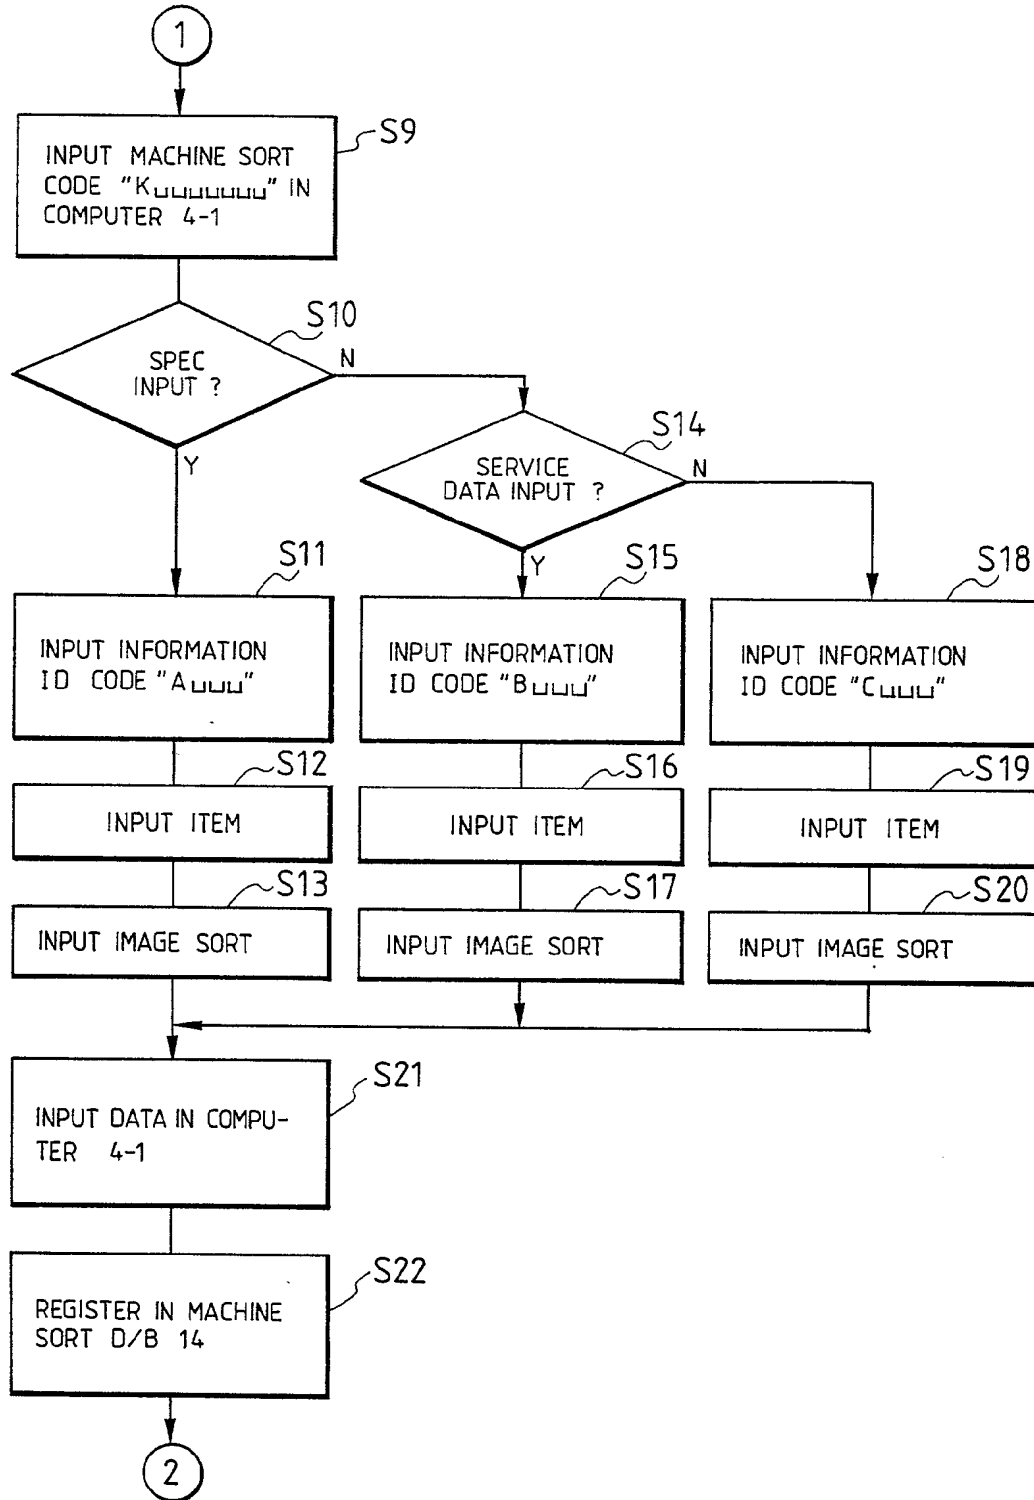 1
S9
INPUT MACHINE SORT
CODE "K␣␣␣␣␣␣␣" IN
COMPUTER 4-1
S10
SPEC
INPUT ?
N
Y
S14
SERVICE
DATA INPUT ?
N
Y
S11
INPUT INFORMATION
ID CODE "A␣␣␣"
S15
INPUT INFORMATION
ID CODE "B␣␣␣"
S18
INPUT INFORMATION
ID CODE "C␣␣␣"
S12
INPUT ITEM
S16
INPUT ITEM
S19
INPUT ITEM
S13
INPUT IMAGE SORT
S17
INPUT IMAGE SORT
S20
INPUT IMAGE SORT
S21
INPUT DATA IN COMPU-
TER 4-1
S22
REGISTER IN MACHINE
SORT D/B 14
2